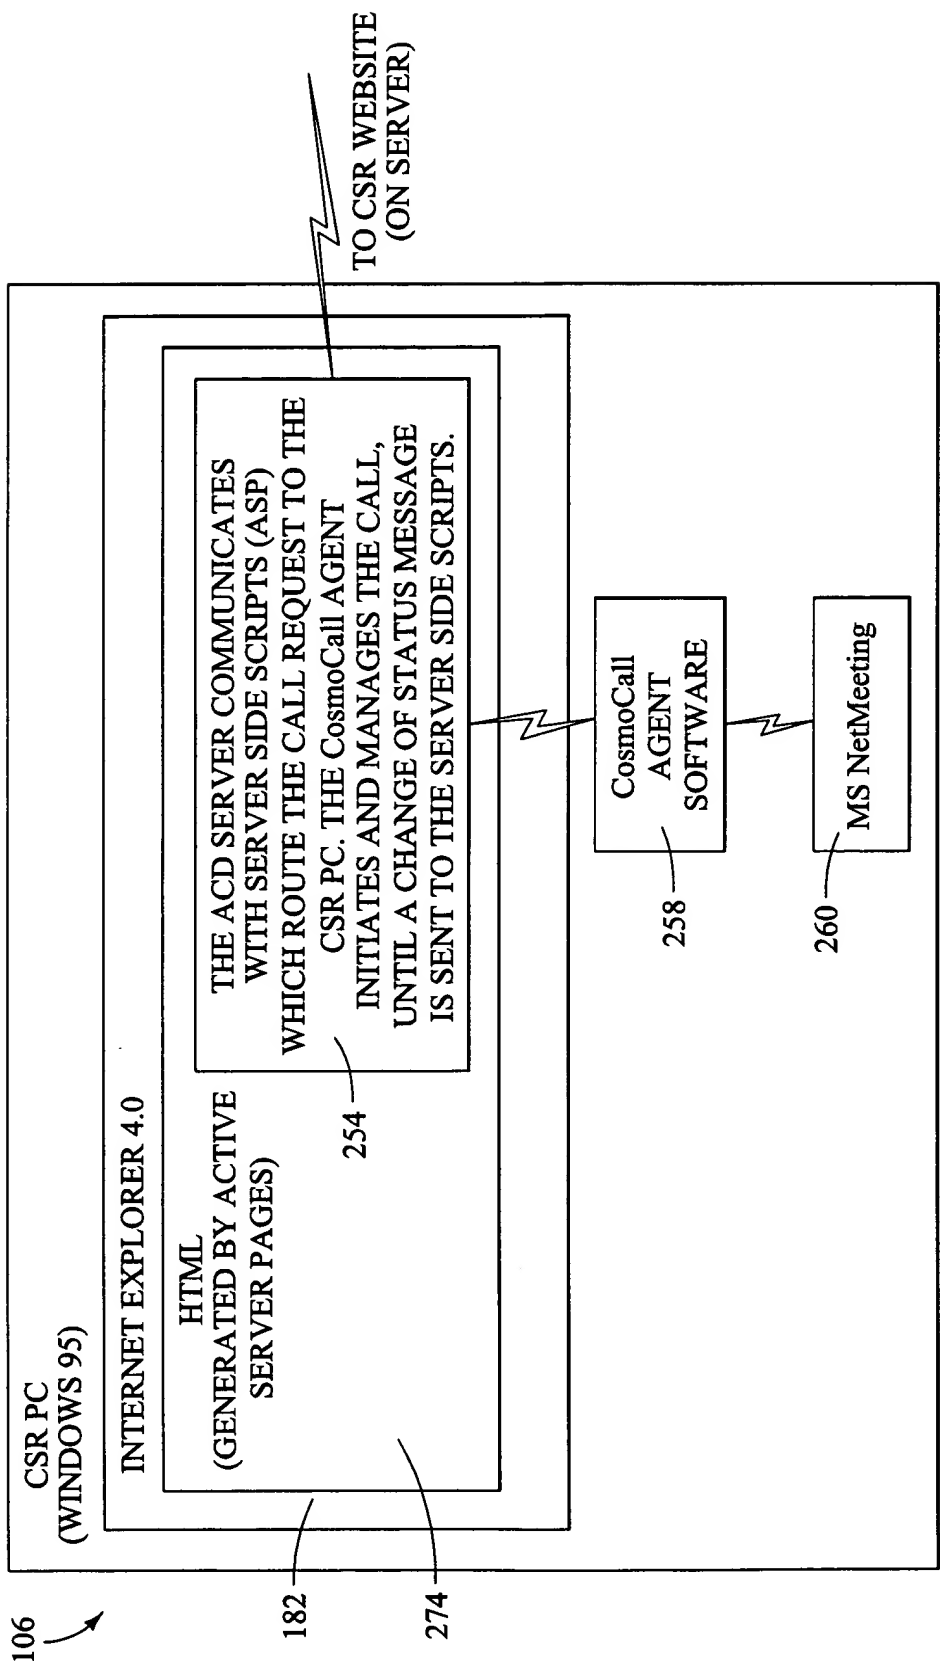 106
CSR PC
(WINDOWS 95)
INTERNET EXPLORER 4.0
182
HTML
(GENERATED BY ACTIVE
SERVER PAGES)
274
THE ACD SERVER COMMUNICATES
WITH SERVER SIDE SCRIPTS (ASP)
WHICH ROUTE THE CALL REQUEST TO THE
CSR PC. THE CosmoCall AGENT
INITIATES AND MANAGES THE CALL,
UNTIL A CHANGE OF STATUS MESSAGE
IS SENT TO THE SERVER SIDE SCRIPTS.
254
TO CSR WEBSITE
(ON SERVER)
CosmoCall
AGENT
SOFTWARE
258
MS NetMeeting
260